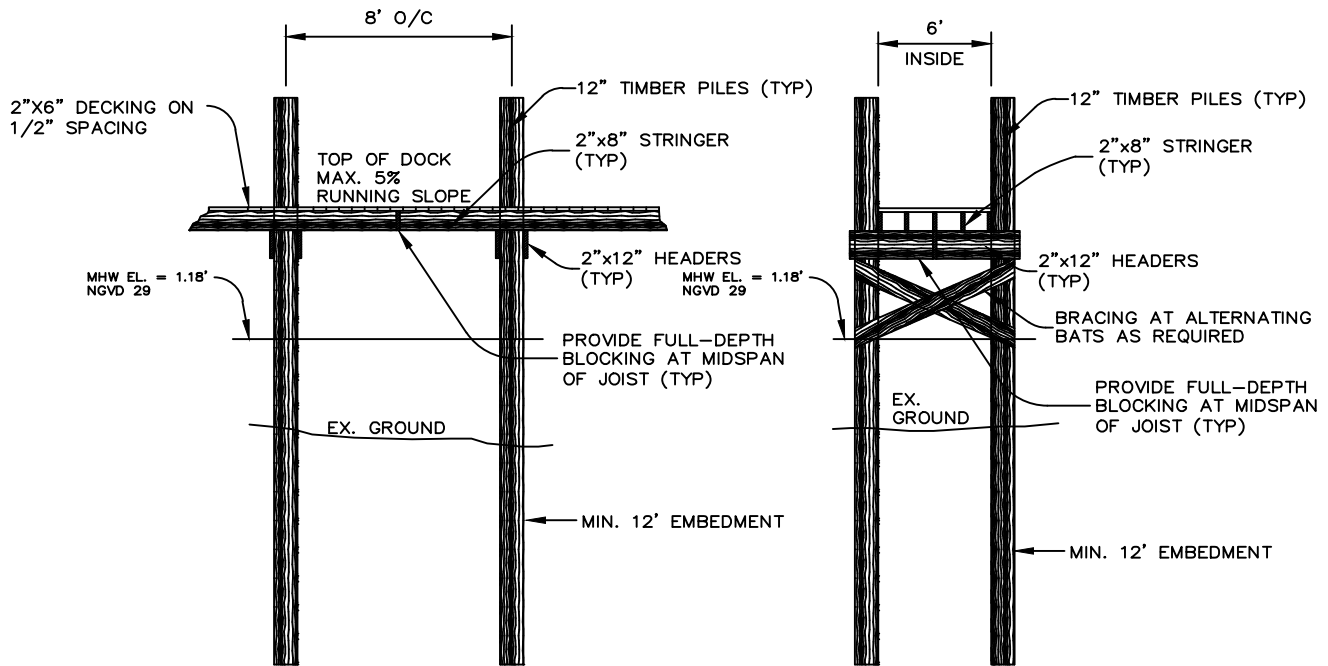 8' O/C
2"X6" DECKING ON
1/2" SPACING
TOP OF DOCK
MAX. 5%
RUNNING SLOPE
12" TIMBER PILES (TYP)
2"x8" STRINGER
(TYP)
2"x12" HEADERS
(TYP)
MHW EL. = 1.18'
NGVD 29
PROVIDE FULL-DEPTH
BLOCKING AT MIDSPAN
OF JOIST (TYP)
EX. GROUND
MIN. 12' EMBEDMENT
6'
INSIDE
12" TIMBER PILES (TYP)
2"x8" STRINGER
(TYP)
2"x12" HEADERS
(TYP)
MHW EL. = 1.18'
NGVD 29
BRACING AT ALTERNATING
BATS AS REQUIRED
PROVIDE FULL-DEPTH
BLOCKING AT MIDSPAN
OF JOIST (TYP)
EX.
GROUND
MIN. 12' EMBEDMENT